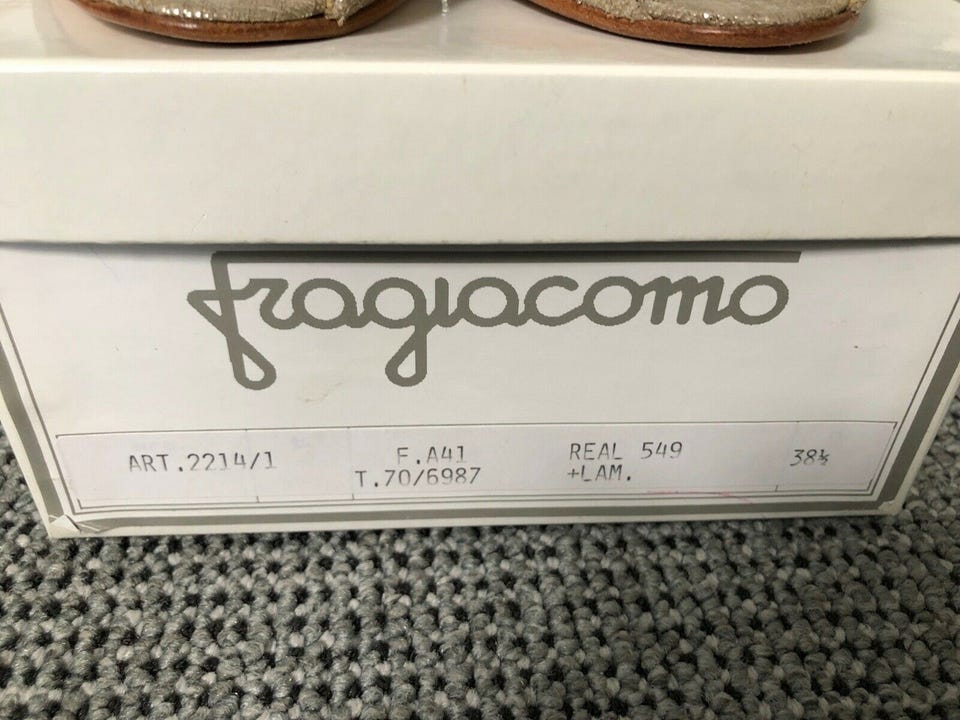 fragiacomo
ART.2214/1 F.A41 REAL 549 38½
T.70/6987 +LAM.